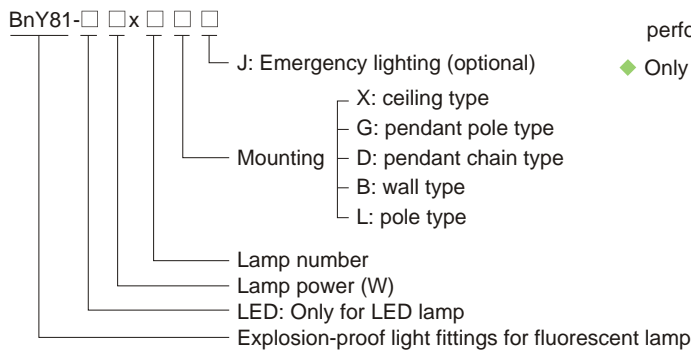 BnY81-□ □x □ □ □
perfo
J: Emergency lighting (optional)
◆ Only
X: ceiling type
G: pendant pole type
Mounting
D: pendant chain type
B: wall type
L: pole type
Lamp number
Lamp power (W)
LED: Only for LED lamp
Explosion-proof light fittings for fluorescent lamp